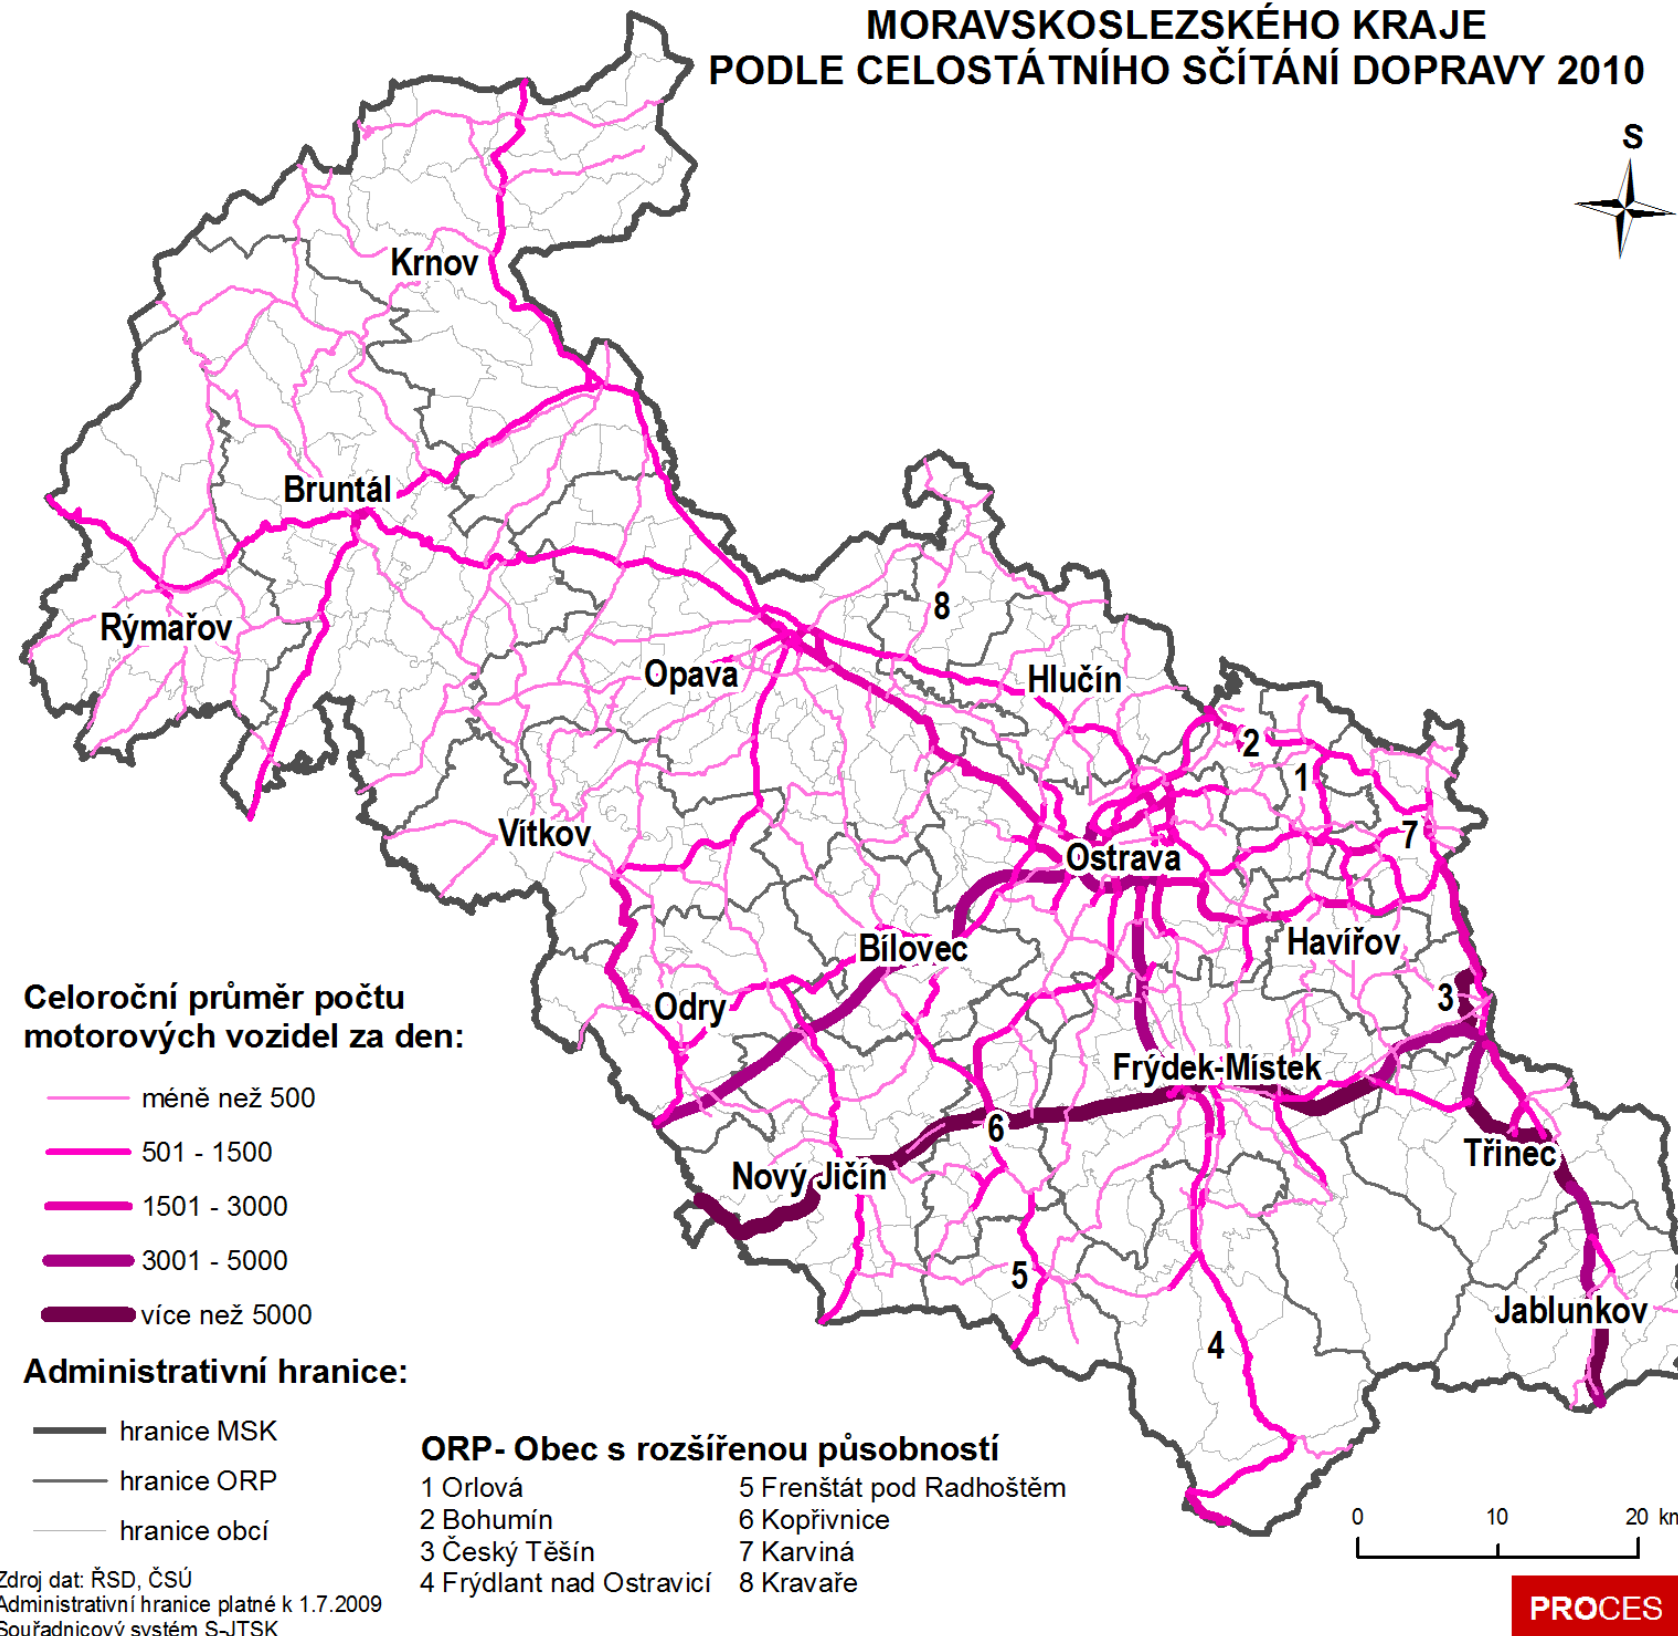 MORAVSKOSLEZSKÉHO KRAJE
PODLE CELOSTÁTNÍHO SČÍTÁNÍ DOPRAVY 2010
S
Krnov
Bruntál
8
Rýmařov
Opava
Hlučín
2
1
Vítkov
7
Ostrava
Bílovec
Havířov
Odry
3
Frýdek-Místek
6
Třinec
Nový Jičín
5
Jablunkov
4
Celoroční průměr počtu
motorových vozidel za den:
méně než 500
501 - 1500
1501 - 3000
3001 - 5000
více než 5000
Administrativní hranice:
hranice MSK
hranice ORP
hranice obcí
ORP- Obec s rozšířenou působností
1 Orlová
2 Bohumín
3 Český Těšín
4 Frýdlant nad Ostravicí
5 Frenštát pod Radhoštěm
6 Kopřivnice
7 Karviná
8 Kravaře
0 10 20 km
Zdroj dat: ŘSD, ČSÚ
Administrativní hranice platné k 1.7.2009
Souřadnicový systém S-JTSK
PROCES